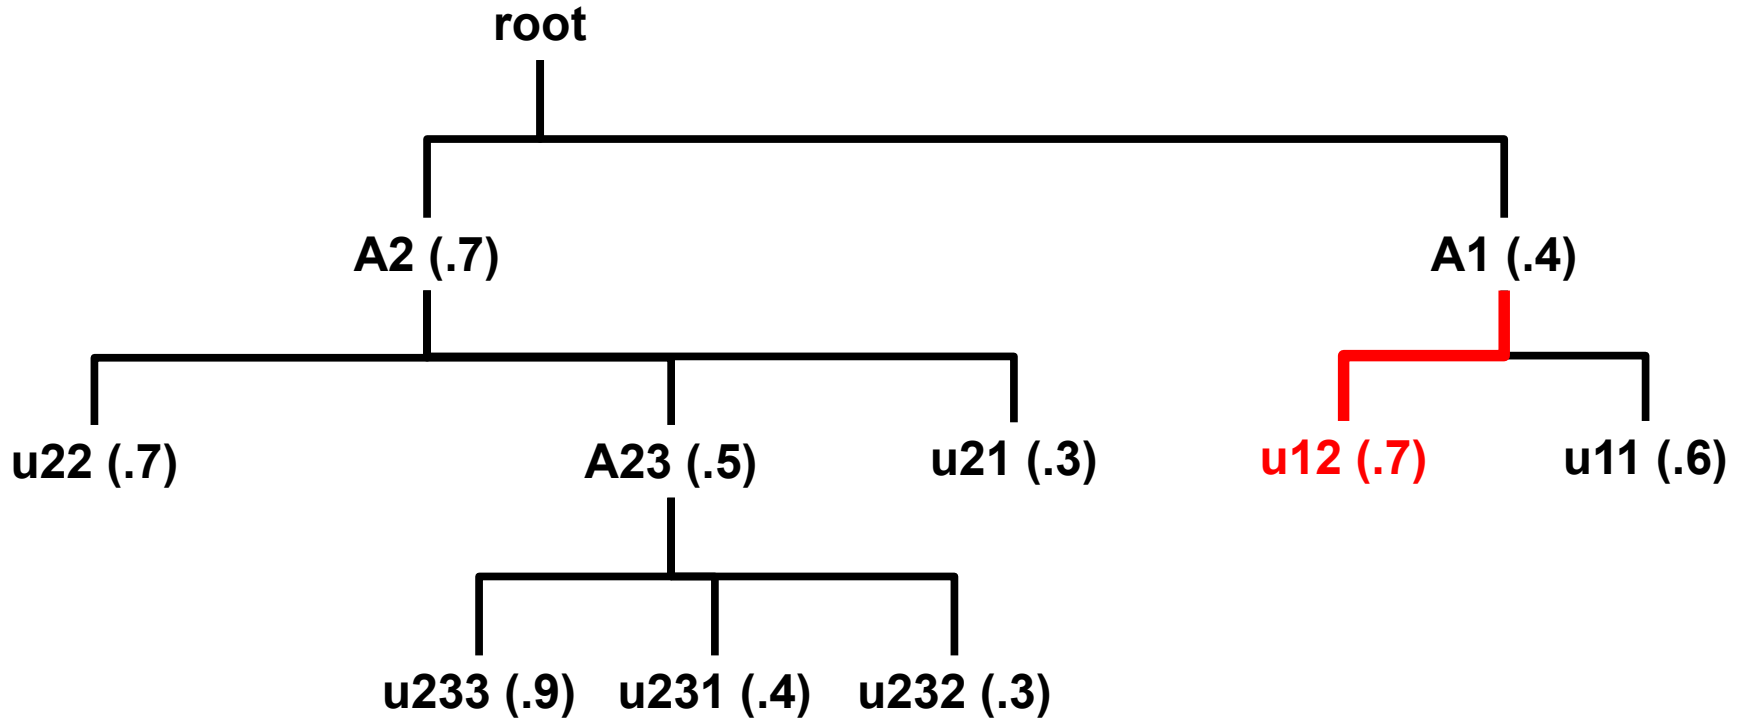 root
A2 (.7)
A1 (.4)
u22 (.7)
A23 (.5)
u21 (.3)
u12 (.7)
u11 (.6)
u233 (.9)
u231 (.4)
u232 (.3)